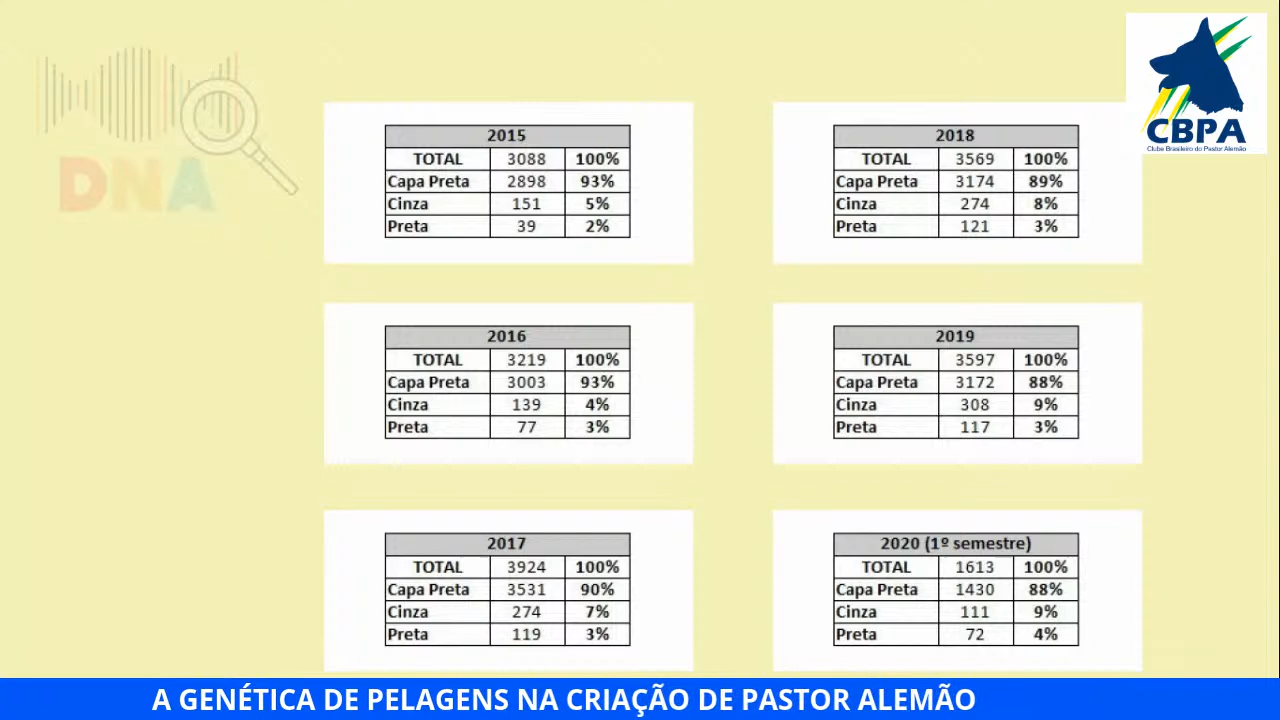 DNA
CBPA
Clube Brasileiro do Pastor Alemão
2015
TOTAL 3088 100%
Capa Preta 2898 93%
Cinza 151 5%
Preta 39 2%
2016
TOTAL 3219 100%
Capa Preta 3003 93%
Cinza 139 4%
Preta 77 3%
2017
TOTAL 3924 100%
Capa Preta 3531 90%
Cinza 274 7%
Preta 119 3%
2018
TOTAL 3569 100%
Capa Preta 3174 89%
Cinza 274 8%
Preta 121 3%
2019
TOTAL 3597 100%
Capa Preta 3172 88%
Cinza 308 9%
Preta 117 3%
2020 (1º semestre)
TOTAL 1613 100%
Capa Preta 1430 88%
Cinza 111 9%
Preta 72 4%
A GENÉTICA DE PELAGENS NA CRIAÇÃO DE PASTOR ALEMÃO